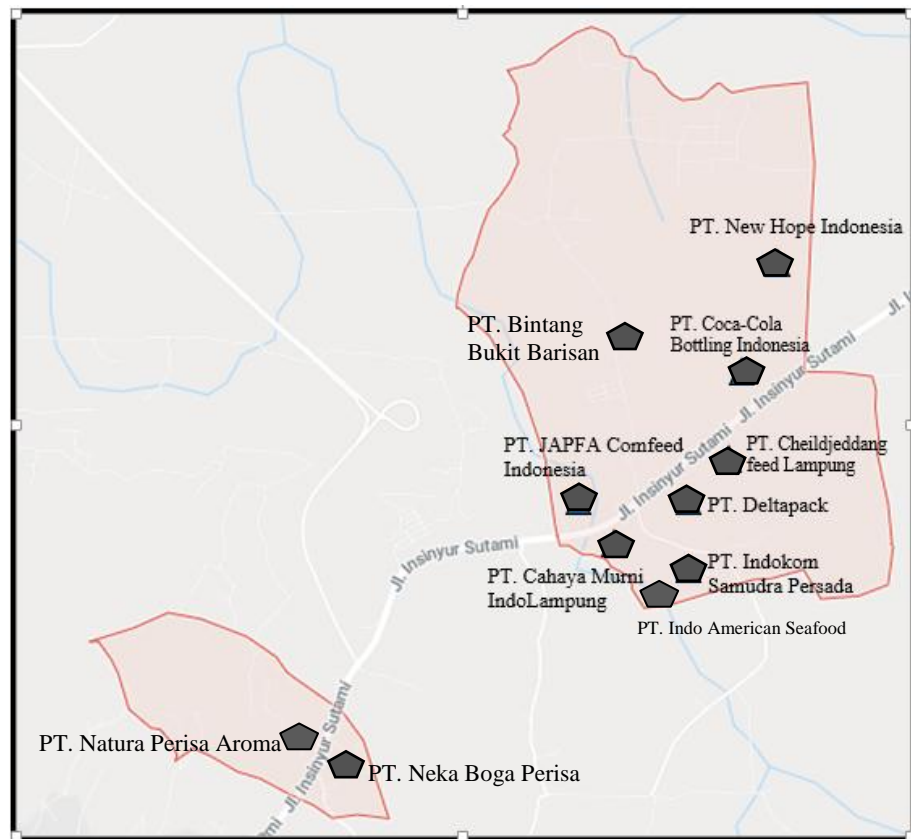 PT. New Hope Indonesia
Jl. I
PT. Bintang
Bukit Barisan
PT. Coca-Cola
Bottling Indonesia
Jl. Insinyur Sutami
PT. JAPFA Comfeed
Indonesia
PT. Cheildjeddang
feed Lampung
Jl. Insinyur Sutami
PT. Deltapack
Jl. Insinyur Sutami
PT. Cahaya Murni
IndoLampung
PT. Indokom
Samudra Persada
PT. Indo American Seafood
Jl. Insinyur Sutami
PT. Natura Perisa Aroma
PT. Neka Boga Perisa